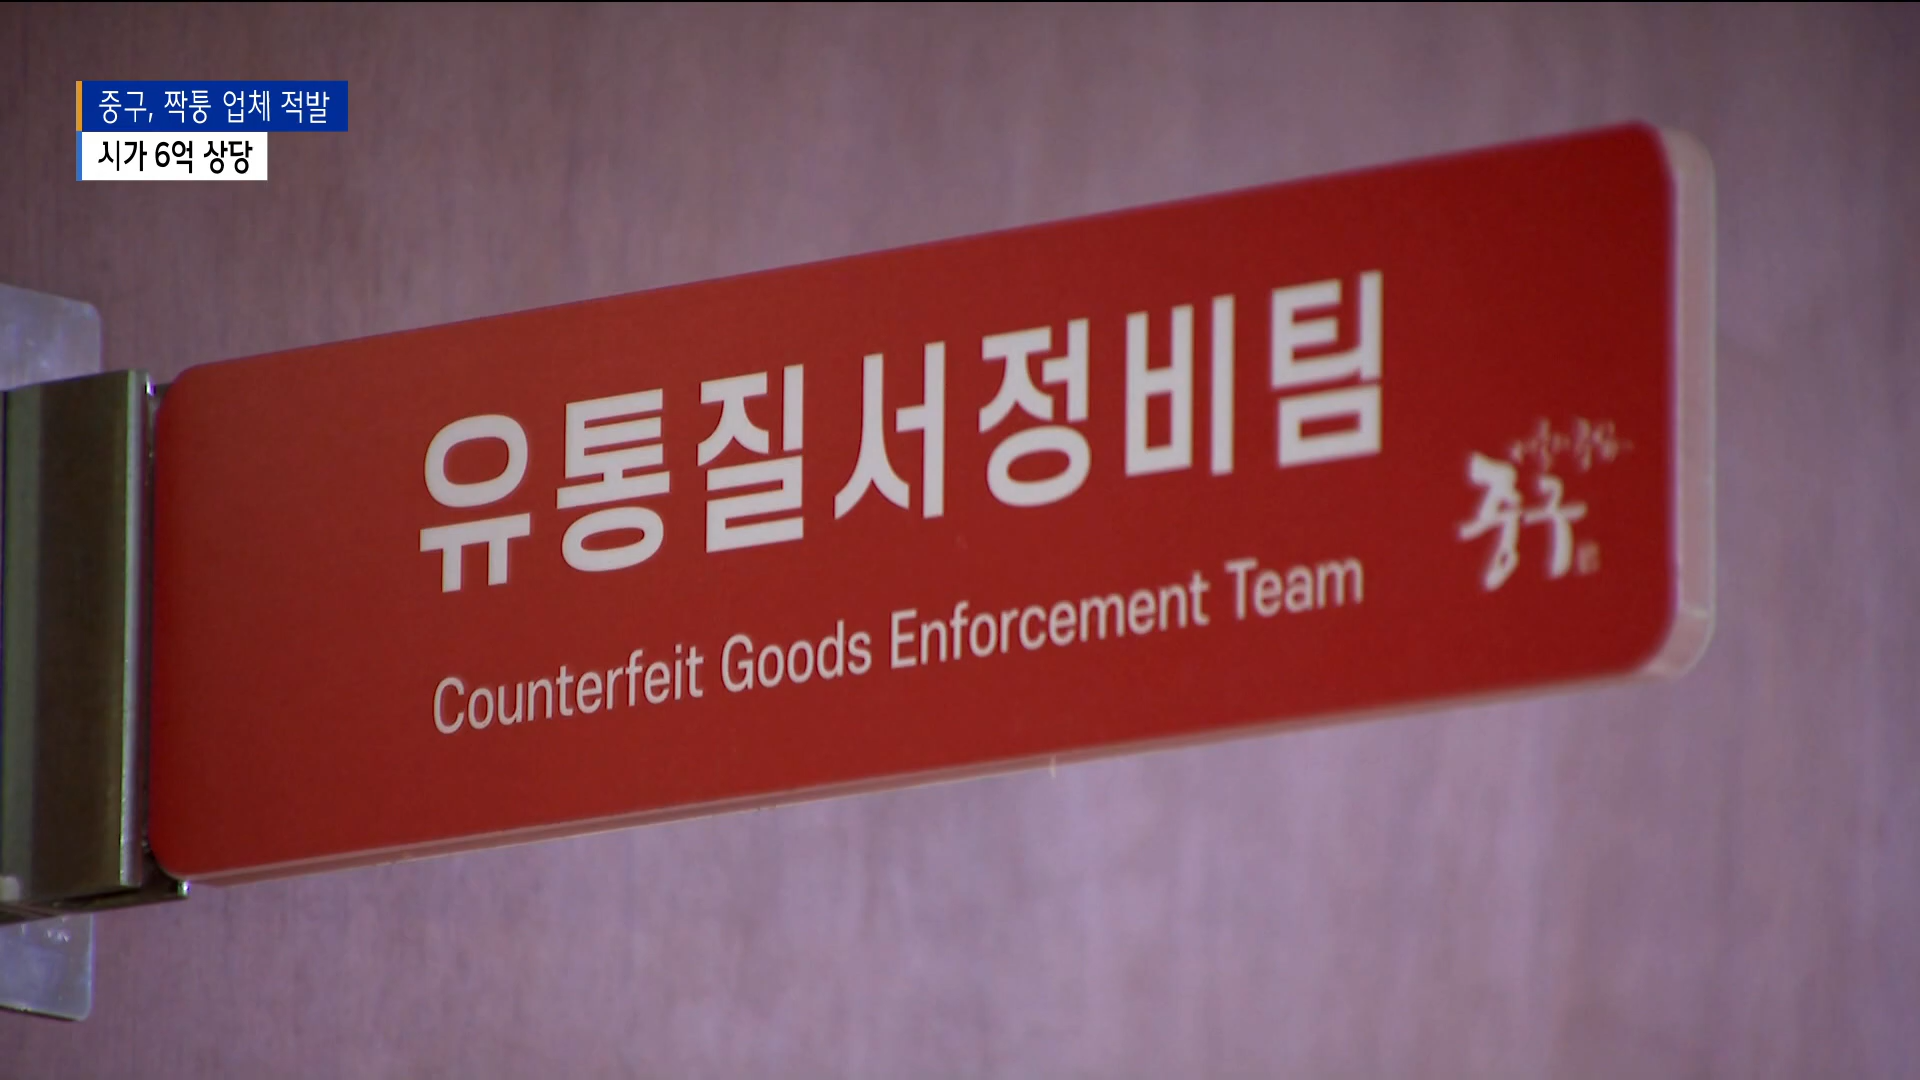 중구, 짝퉁 업체 적발
시가 6억 상당
유통질서정비팀
Counterfeit Goods Enforcement Team
중구